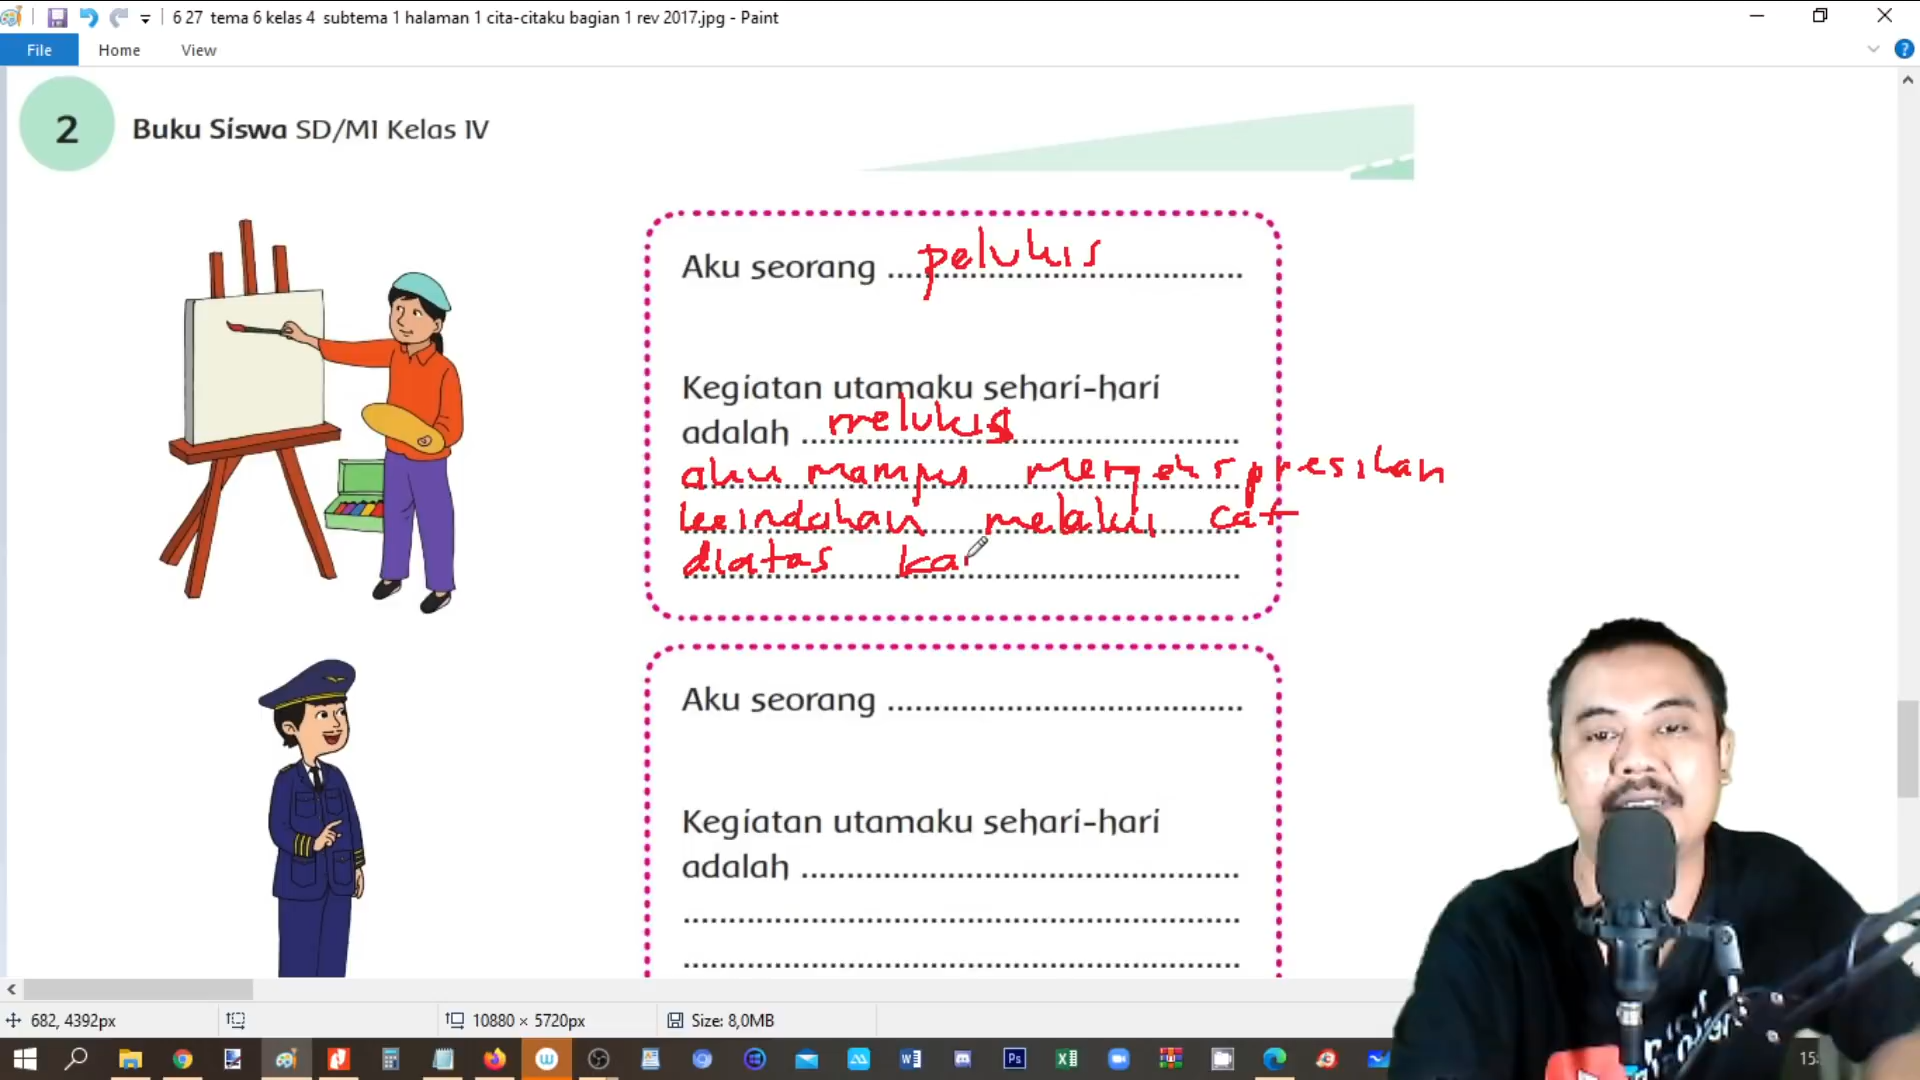 6 27 tema 6 kelas 4 subtema 1 halaman 1 cita-citaku bagian 1 rev 2017.jpg - Paint
File Home View
2 Buku Siswa SD/MI Kelas IV
Aku seorang ........ pelukis
Kegiatan utamaku sehari-hari
adalah ........ melukis
aku mampu mengekspresikan
keindahan melalui cat
diatas kar
Aku seorang ........
Kegiatan utamaku sehari-hari
adalah ........
682, 4392px 10880 × 5720px Size: 8,0MB
15: